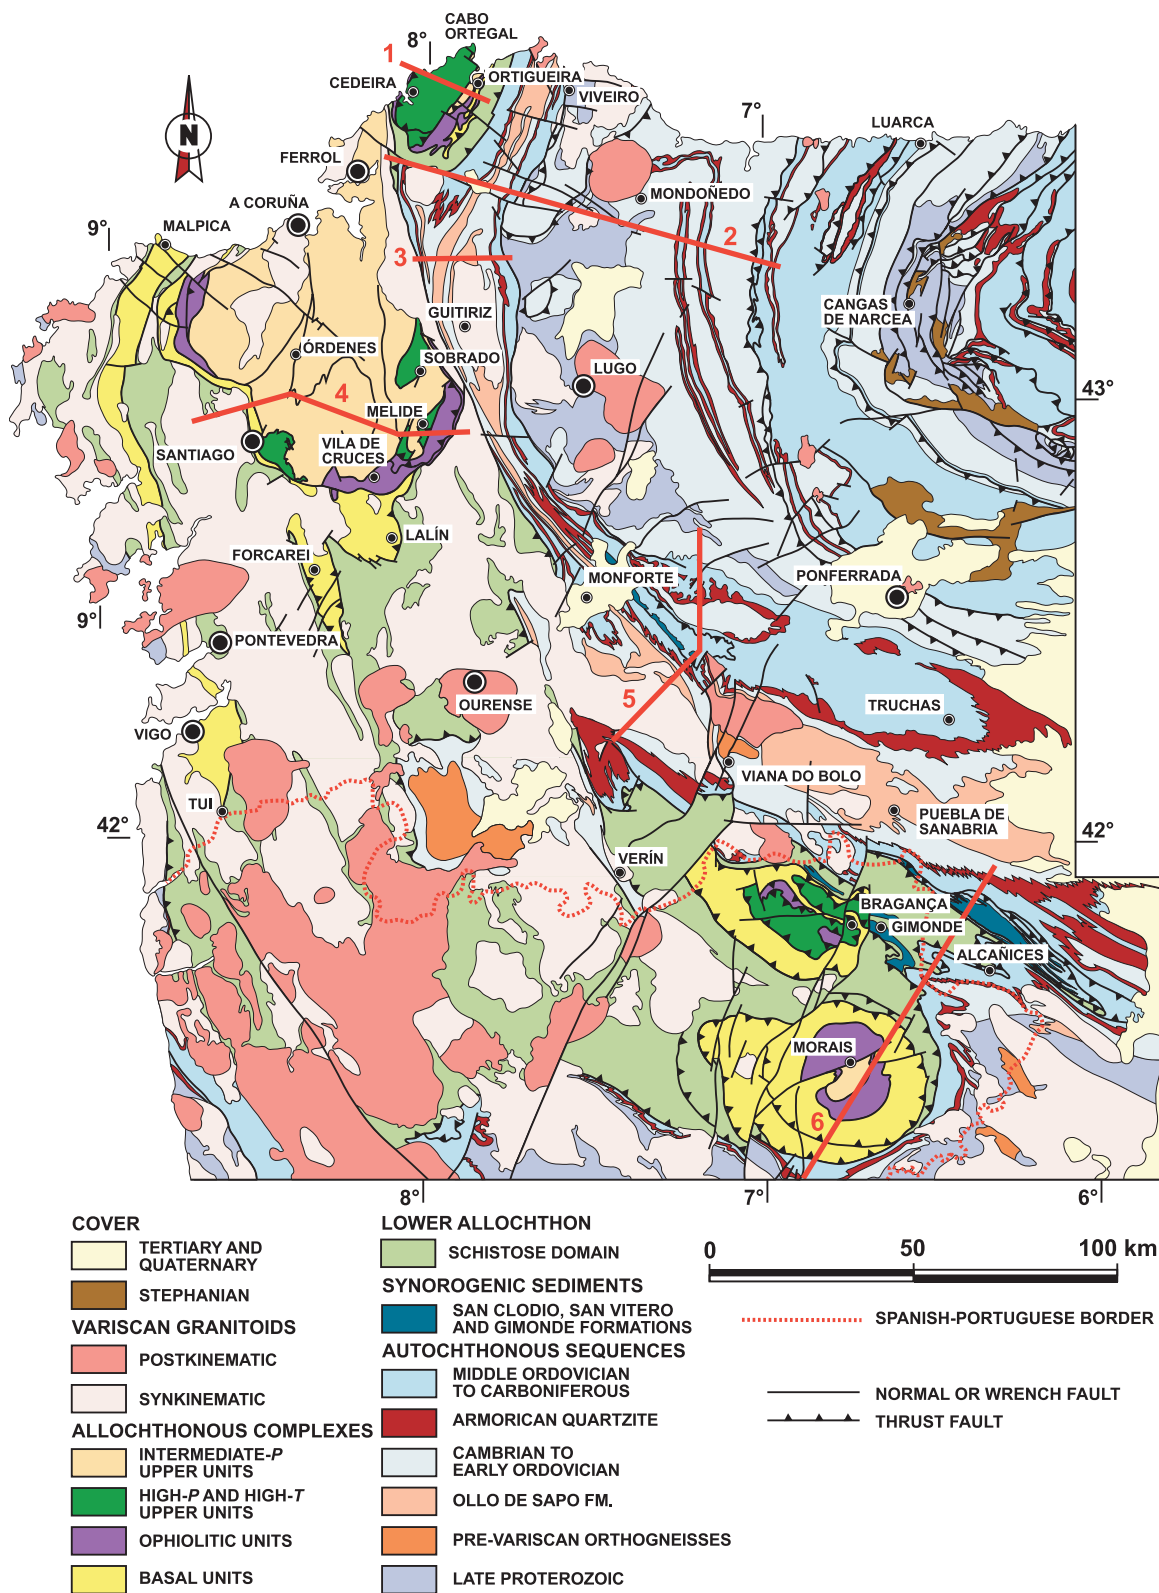 CABO
ORTEGAL
8°
1
CEDEIRA
ORTIGUEIRA
VIVEIRO
7°
LUARCA
N
FERROL
MONDOÑEDO
A CORUÑA
9°
MALPICA
2
3
GUITIRIZ
CANGAS
DE NARCEA
ÓRDENES
SOBRADO
LUGO
43°
4
MELIDE
SANTIAGO
VILA DE
CRUCES
LALÍN
FORCAREI
MONFORTE
PONFERRADA
9°
PONTEVEDRA
OURENSE
5
TRUCHAS
VIGO
VIANA DO BOLO
TUI
PUEBLA DE
SANABRIA
42°
42°
VERÍN
BRAGANÇA
GIMONDE
ALCAÑICES
MORAIS
6
8°
7°
6°
COVER
TERTIARY AND
QUATERNARY
STEPHANIAN
VARISCAN GRANITOIDS
POSTKINEMATIC
SYNKINEMATIC
ALLOCHTHONOUS COMPLEXES
INTERMEDIATE-P
UPPER UNITS
HIGH-P AND HIGH-T
UPPER UNITS
OPHIOLITIC UNITS
BASAL UNITS
LOWER ALLOCHTHON
SCHISTOSE DOMAIN
SYNOROGENIC SEDIMENTS
SAN CLODIO, SAN VITERO
AND GIMONDE FORMATIONS
AUTOCHTHONOUS SEQUENCES
MIDDLE ORDOVICIAN
TO CARBONIFEROUS
ARMORICAN QUARTZITE
CAMBRIAN TO
EARLY ORDOVICIAN
OLLO DE SAPO FM.
PRE-VARISCAN ORTHOGNEISSES
LATE PROTEROZOIC
0 50 100 km
SPANISH-PORTUGUESE BORDER
NORMAL OR WRENCH FAULT
THRUST FAULT